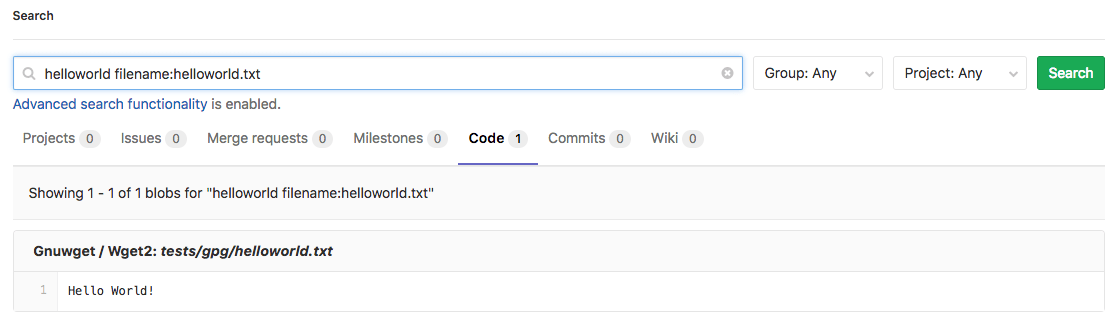 Search
helloworld filename:helloworld.txt
Group: Any
Project: Any
Search
Advanced search functionality is enabled.
Projects 0 Issues 0 Merge requests 0 Milestones 0 Code 1 Commits 0 Wiki 0
Showing 1 - 1 of 1 blobs for "helloworld filename:helloworld.txt"
Gnuwget / Wget2: tests/gpg/helloworld.txt
1 Hello World!